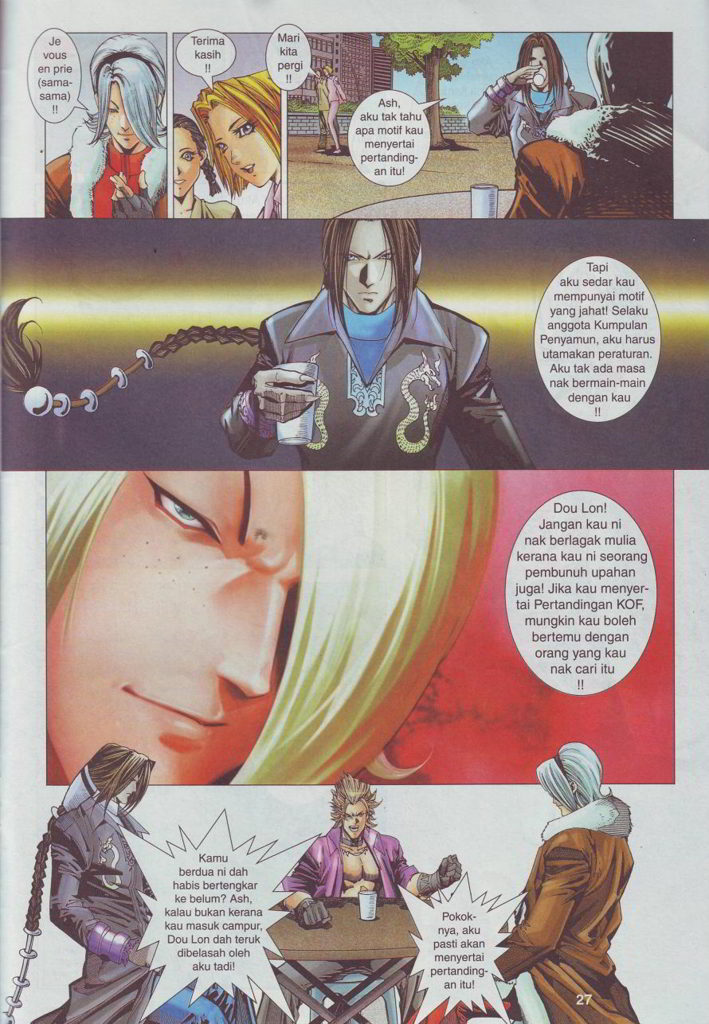 Je
vous
en prie
(sama-
sama)
!!
Terima
kasih
!!
Mari
kita
pergi
!!
Ash,
aku tak tahu
apa motif kau
menyertai
pertanding-
an itu!
Tapi
aku sedar kau
mempunyai motif
yang jahat! Selaku
anggota Kumpulan
Penyamun, aku harus
utamakan peraturan.
Aku tak ada masa
nak bermain-main
dengan kau
!!
Dou Lon!
Jangan kau ni
nak berlagak mulia
kerana kau ni seorang
pembunuh upahan
juga! Jika kau menyer-
tai Pertandingan KOF,
mungkin kau boleh
bertemu dengan
orang yang kau
nak cari itu
!!
Kamu
berdua ni dah
habis bertengkar
ke belum? Ash,
kalau bukan kerana
kau masuk campur,
Dou Lon dah teruk
dibelasah oleh
aku tadi!
Pokok-
nya, aku
pasti akan
menyertai
pertanding-
an itu!
27